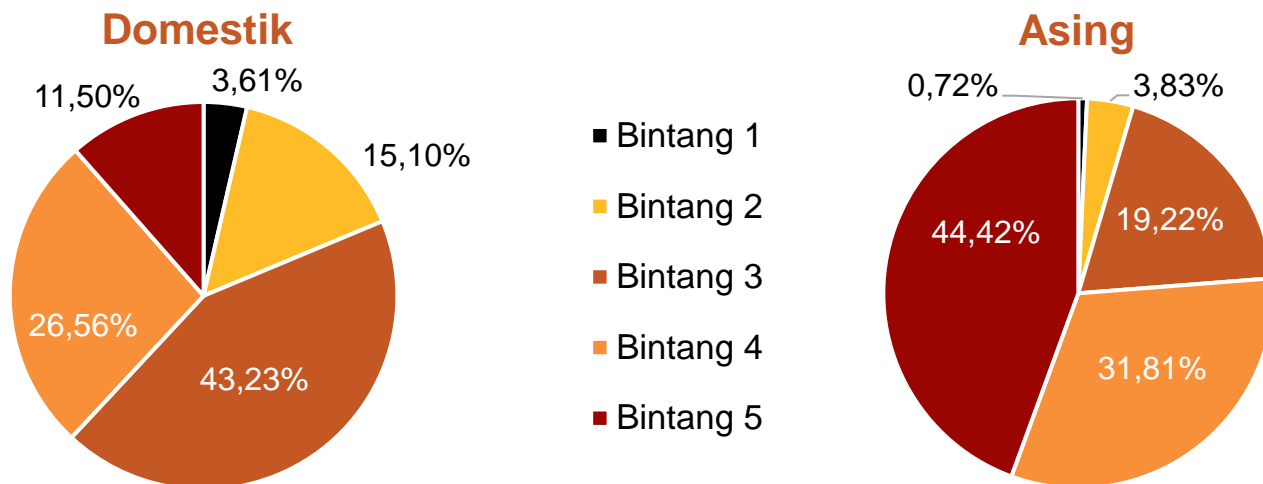 Domestik
3,61%
15,10%
43,23%
26,56%
11,50%
Bintang 1
Bintang 2
Bintang 3
Bintang 4
Bintang 5
Asing
0,72%
3,83%
19,22%
31,81%
44,42%